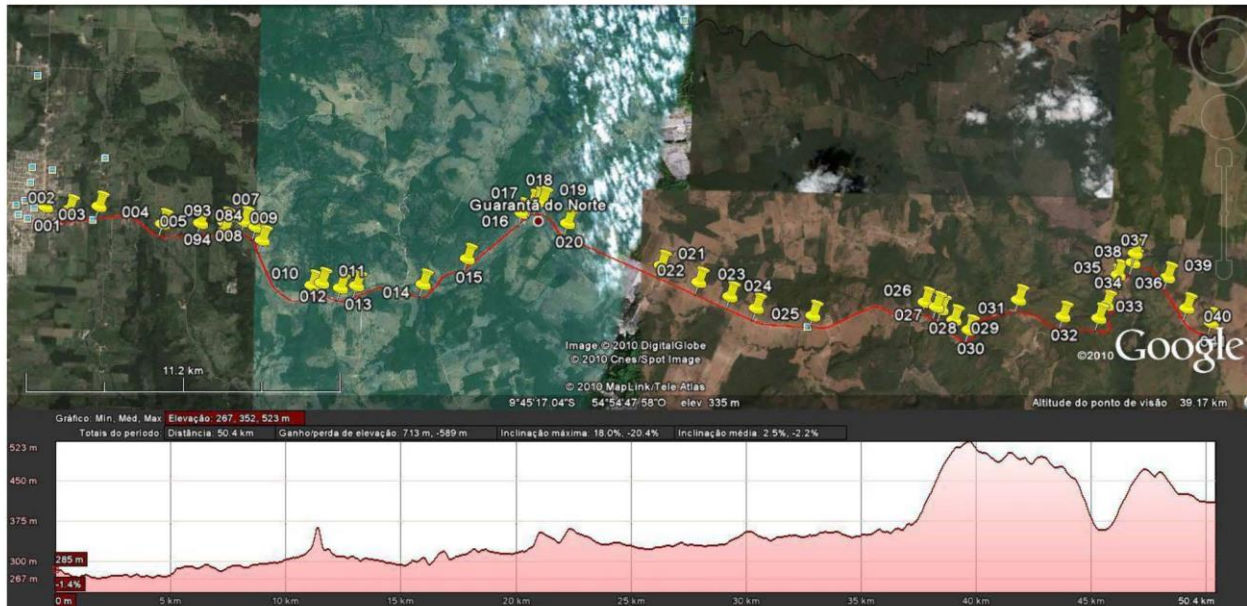 018
007
017
019
002
093
084
Guarantã do Norte
037
003
004
005
009
016
038
001
094
008
020
021
035
039
010
011
022
023
034
036
012
013
014
015
024
026
031
033
025
027
028
029
032
040
030
Image © 2010 DigitalGlobe
© 2010 Cnes/Spot Image
©2010 Google
11.2 km
© 2010 MapLink/Tele Atlas
9°45'17.04"S 54°54'47.58"O elev 335 m
Altitude do ponto de visão 39.17 km
Gráfico: Mín, Méd, Max Elevação: 267, 352, 523 m
Totais do período: Distância: 50.4 km Ganho/perda de elevação: 713 m, -589 m Inclinação máxima: 18.0%, -20.4% Inclinação média: 2.5%, -2.2%
523 m
450 m
375 m
300 m
285 m
267 m
-1.4%
0 m 5 km 10 km 15 km 20 km 25 km 30 km 35 km 40 km 45 km 50.4 km